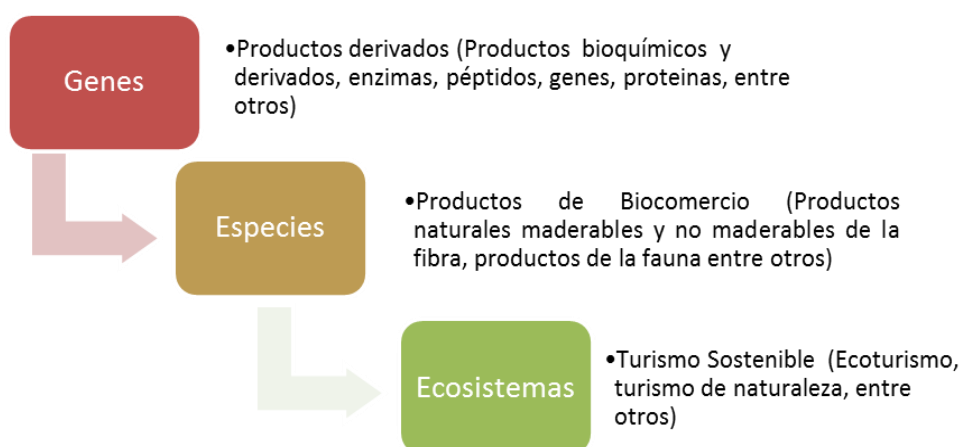 Genes
•Productos derivados (Productos bioquímicos y
derivados, enzimas, péptidos, genes, proteinas, entre
otros)
Especies
•Productos de Biocomercio (Productos
naturales maderables y no maderables de la
fibra, productos de la fauna entre otros)
Ecosistemas
•Turismo Sostenible (Ecoturismo,
turismo de naturaleza, entre
otros)